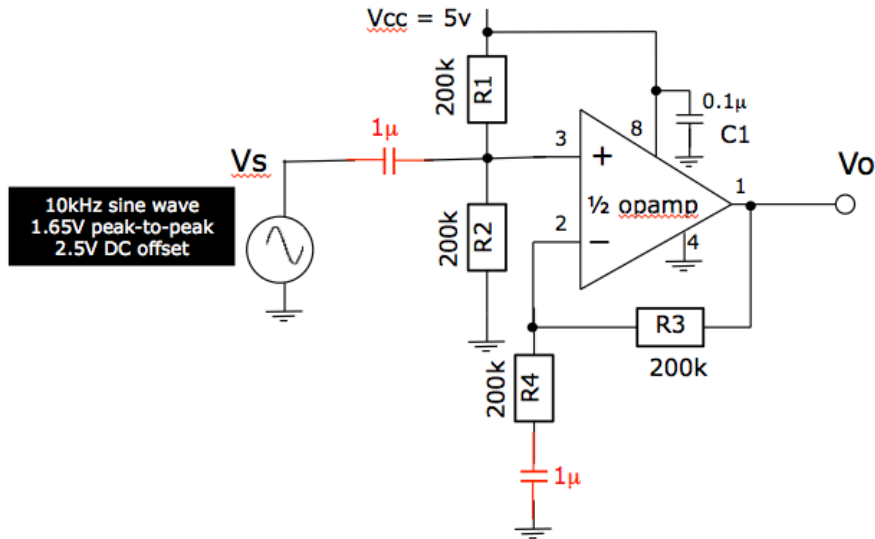 Vcc = 5v
200k
R1
0.1μ
C1
8
1μ
3
Vs
+
Vo
1
10kHz sine wave
1.65V peak-to-peak
2.5V DC offset
200k
R2
½ opamp
2
−
4
R3
200k
200k
R4
1μ